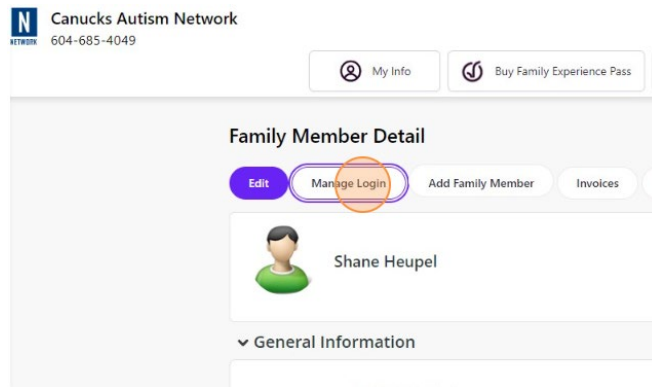 N
NETWORK
Canucks Autism Network
604-685-4049
My Info
Buy Family Experience Pass
Family Member Detail
Edit
Manage Login
Add Family Member
Invoices
Shane Heupel
General Information